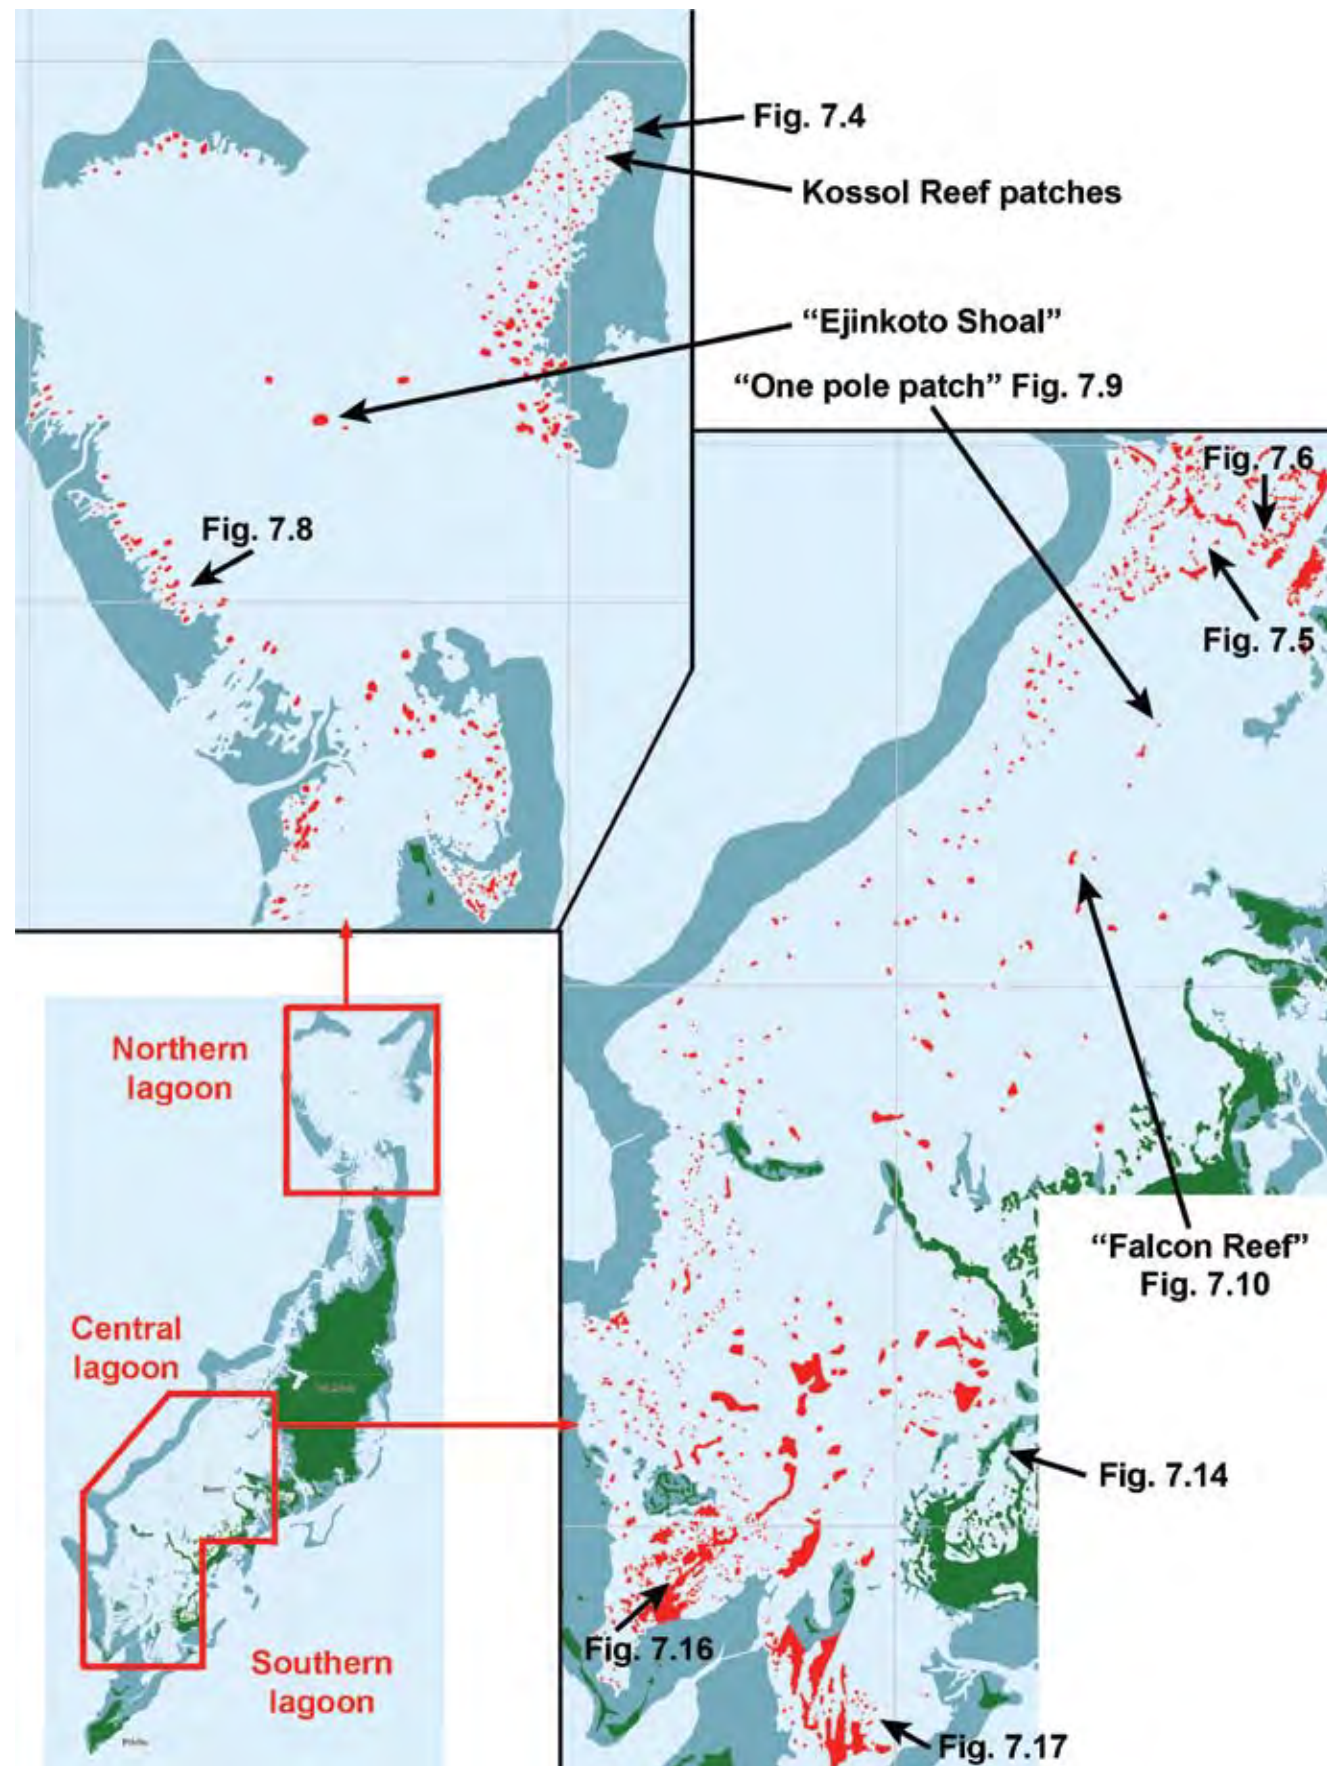 Fig. 7.4
Kossol Reef patches
“Ejinkoto Shoal”
“One pole patch” Fig. 7.9
Fig. 7.6
Fig. 7.8
Fig. 7.5
Northern
lagoon
“Falcon Reef”
Fig. 7.10
Central
lagoon
Fig. 7.14
Fig. 7.16
Southern
lagoon
Fig. 7.17